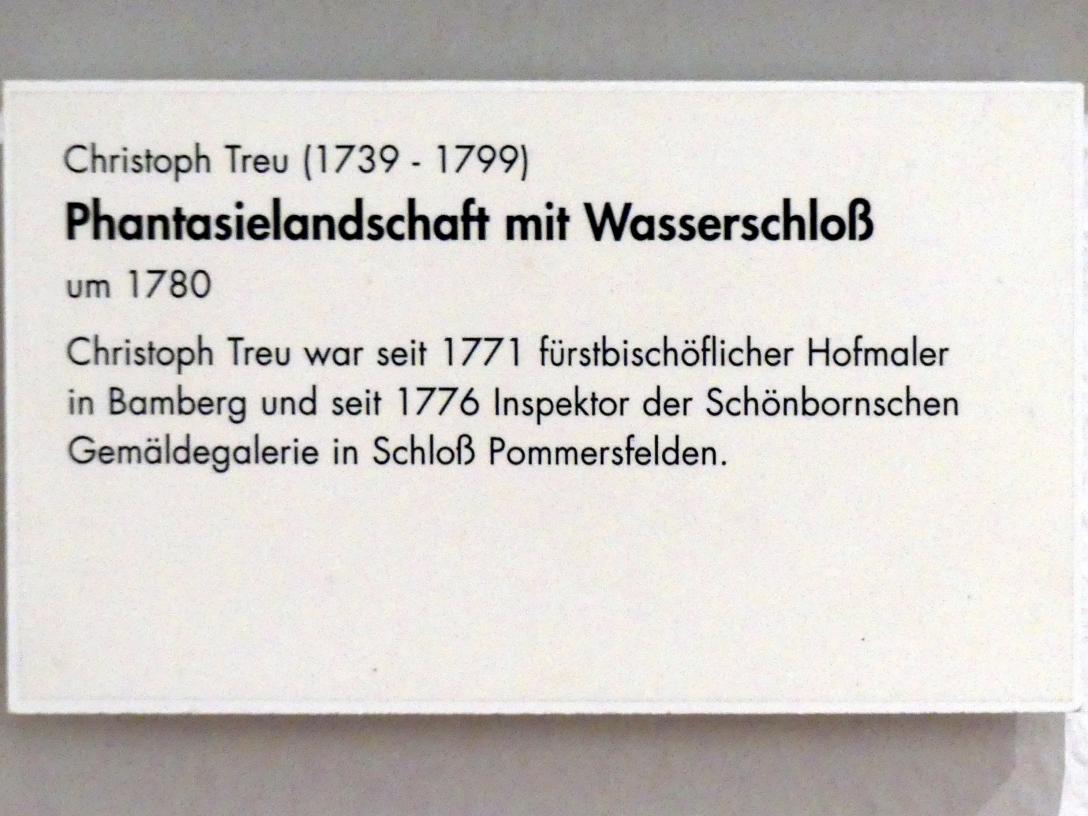 Christoph Treu (1739 - 1799)
Phantasielandschaft mit Wasserschloß
um 1780
Christoph Treu war seit 1771 fürstbischöflicher Hofmaler
in Bamberg und seit 1776 Inspektor der Schönbornschen
Gemäldegalerie in Schloß Pommersfelden.